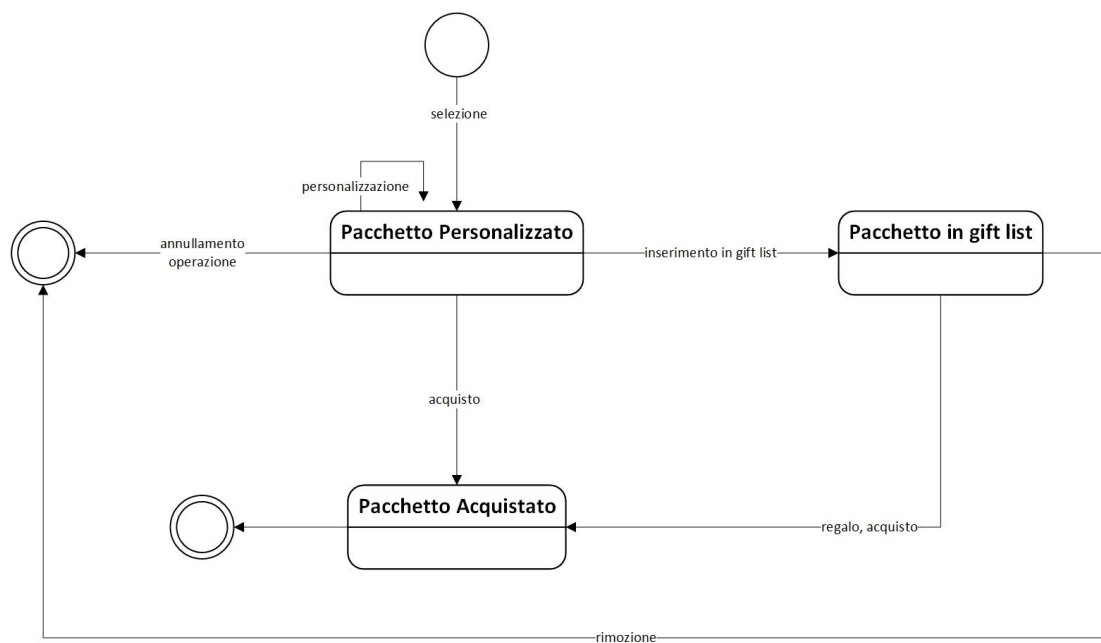 selezione
personalizzazione
Pacchetto Personalizzato
Pacchetto in gift list
annullamento
operazione
inserimento in gift list
acquisto
Pacchetto Acquistato
regalo, acquisto
rimozione